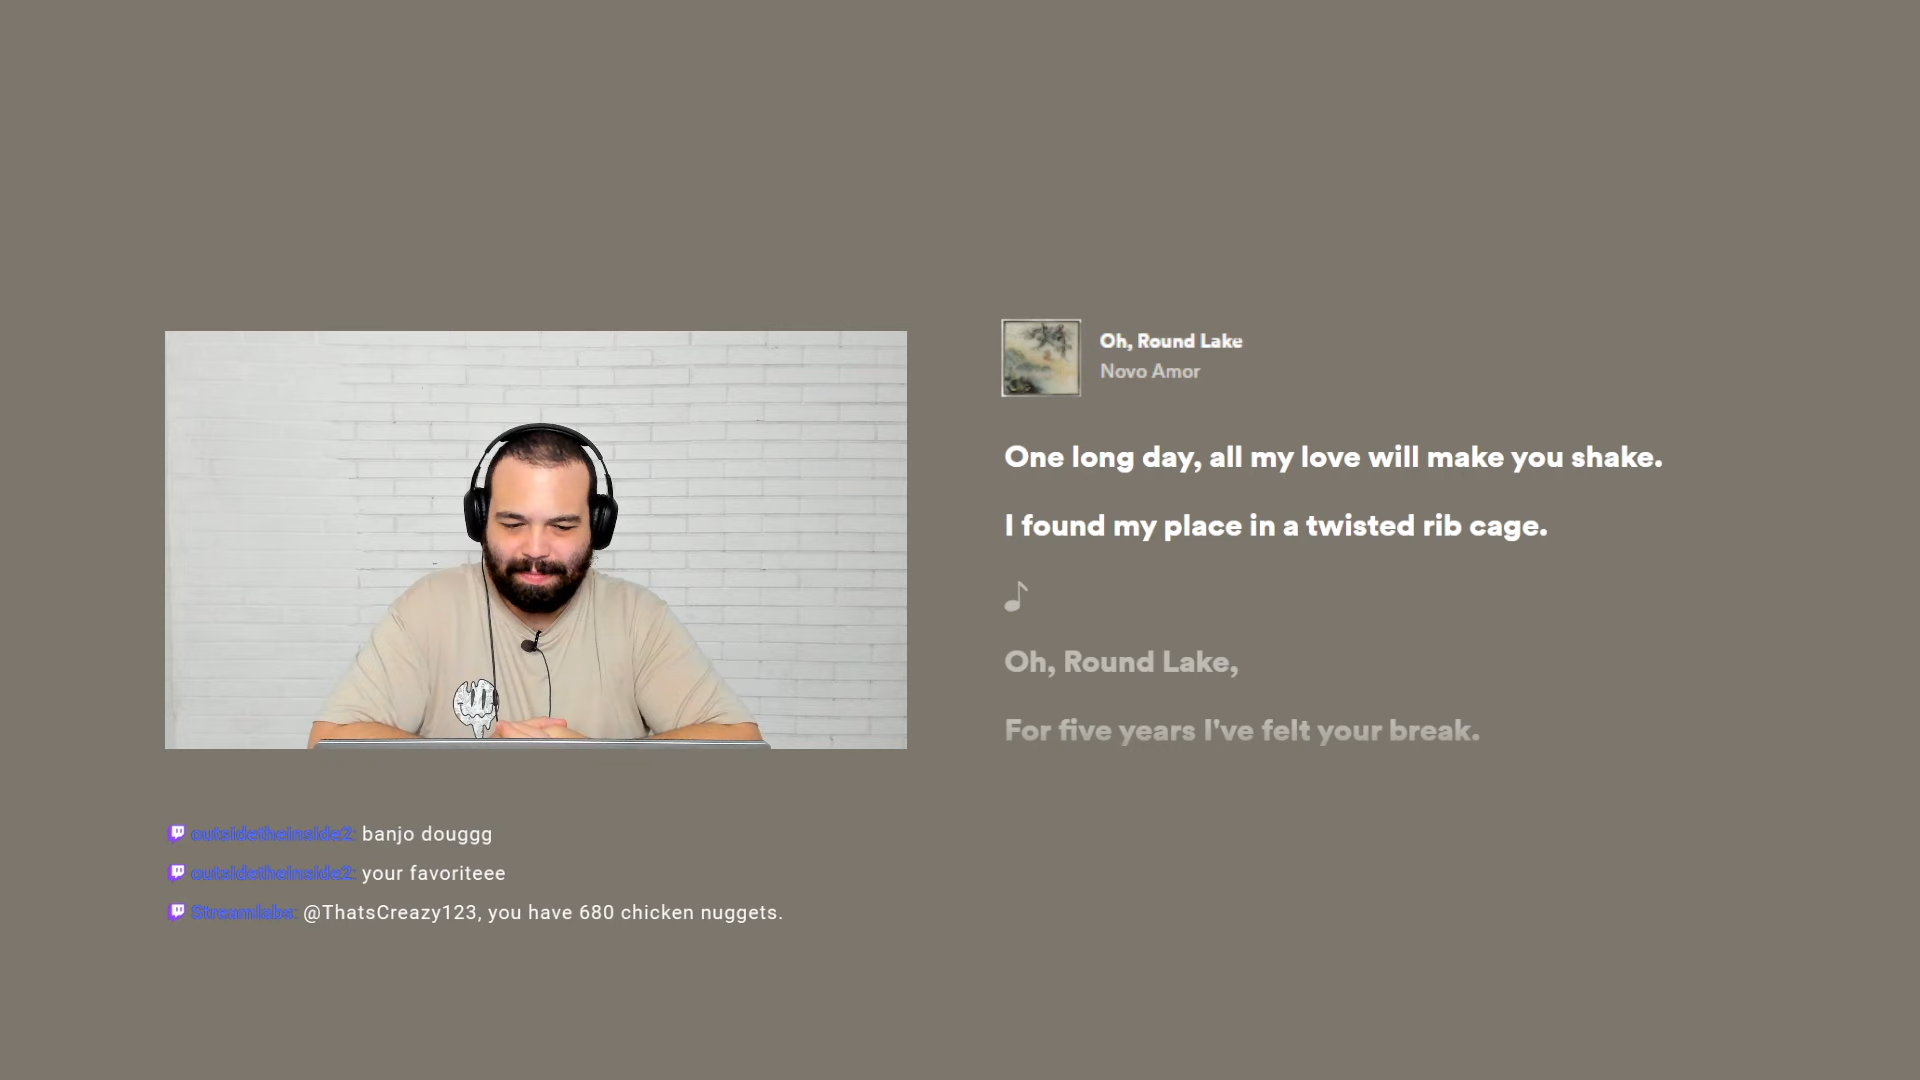 Oh, Round Lake
Novo Amor
One long day, all my love will make you shake.
I found my place in a twisted rib cage.
Oh, Round Lake,
For five years I've felt your break.
outsidetheinside2: banjo douggg
outsidetheinside2: your favoriteee
Streamlabs: @ThatsCreazy123, you have 680 chicken nuggets.